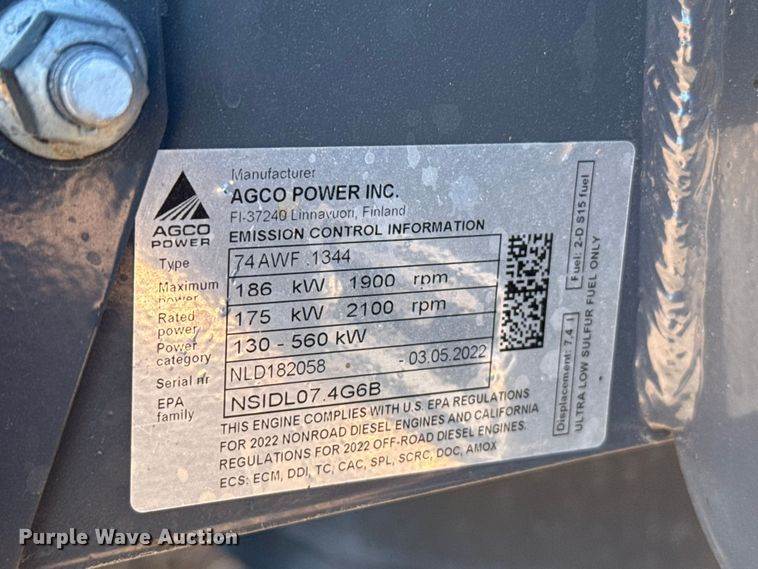 Manufacturer
AGCO POWER INC.
FI-37240 Linnavuori, Finland
EMISSION CONTROL INFORMATION
AGCO
POWER
Type 74 AWF .1344
Maximum power 186 kW 1900 rpm
Rated power 175 kW 2100 rpm
Power category 130 - 560 kW
Serial nr NLD182058 - 03.05.2022
EPA family NSIDL07.4G6B
THIS ENGINE COMPLIES WITH U.S. EPA REGULATIONS
FOR 2022 NONROAD DIESEL ENGINES AND CALIFORNIA
REGULATIONS FOR 2022 OFF-ROAD DIESEL ENGINES.
ECS: ECM, DDI, TC, CAC, SPL, SCRC, DOC, AMOX
Displacement: 7.4 l Fuel: 2-D S15 fuel
ULTRA LOW SULFUR FUEL ONLY
Purple Wave Auction